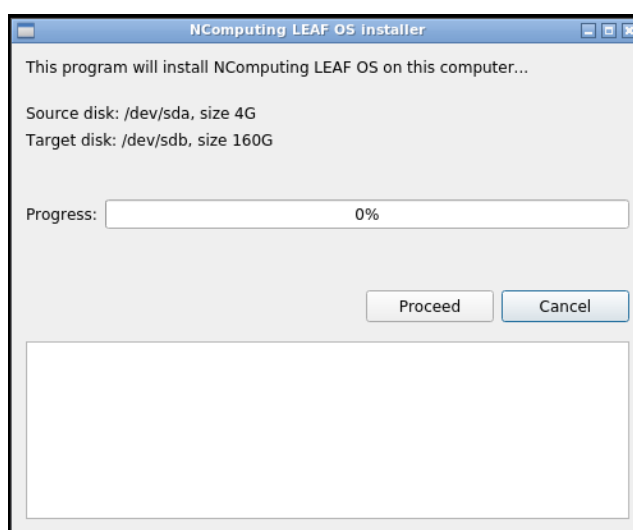 NComputing LEAF OS installer
This program will install NComputing LEAF OS on this computer...
Source disk: /dev/sda, size 4G
Target disk: /dev/sdb, size 160G
Progress: 0%
Proceed Cancel